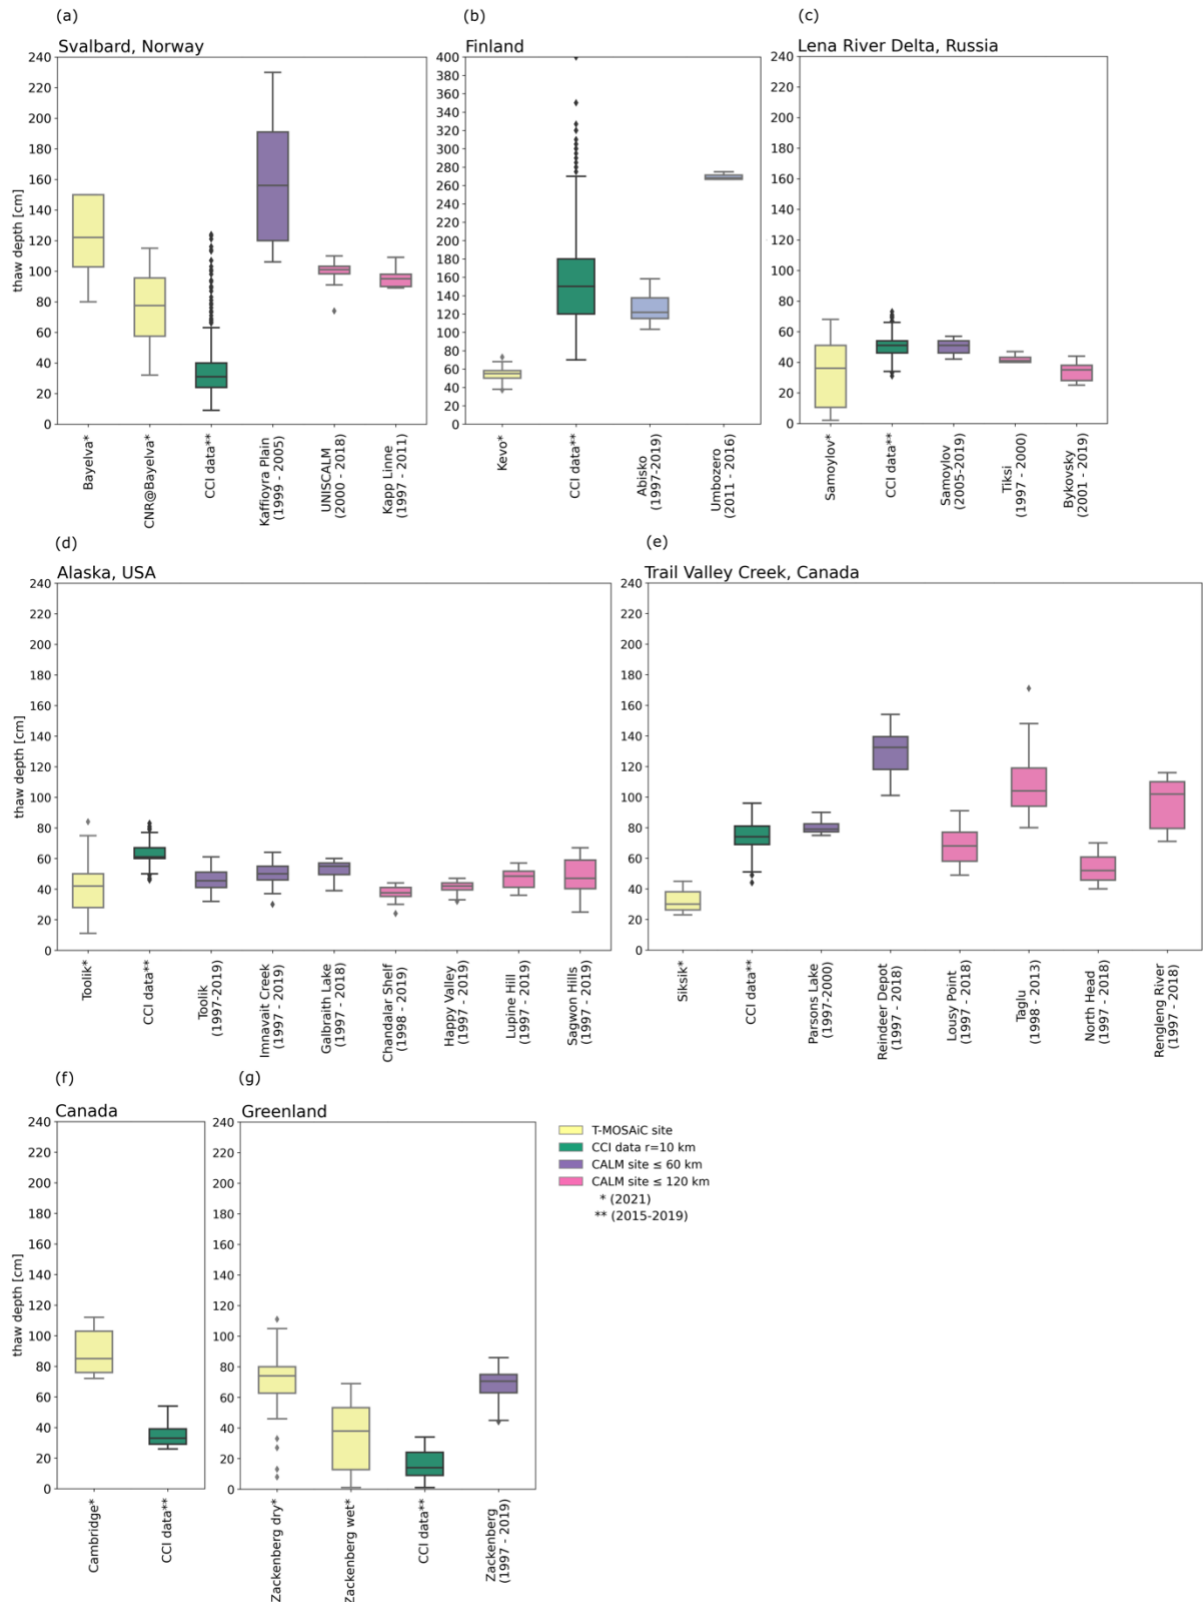 (a)
Svalbard, Norway
240
220
200
180
160
140
120
100
80
60
40
20
0
thaw depth [cm]
Bayelva*
CNR@Bayelva*
CCI data**
Kaffioyra Plain
(1999 - 2005)
UNISCALM
(2000 - 2018)
Kapp Linne
(1997 - 2011)
(b)
Finland
400
380
360
340
320
300
280
260
240
220
200
180
160
140
120
100
80
60
40
20
0
Kevo*
CCI data**
Abisko
(1997-2019)
Umbozero
(2011 - 2016)
(c)
Lena River Delta, Russia
240
220
200
180
160
140
120
100
80
60
40
20
0
Samoylov*
CCI data**
Samoylov
(2005-2019)
Tiksi
(1997 - 2000)
Bykovsky
(2001 - 2019)
(d)
Alaska, USA
240
220
200
180
160
140
120
100
80
60
40
20
0
thaw depth [cm]
Toolik*
CCI data**
Toolik
(1997-2019)
Imnavait Creek
(1997 - 2019)
Galbraith Lake
(1997 - 2018)
Chandalar Shelf
(1998 - 2019)
Happy Valley
(1997 - 2019)
Lupine Hill
(1997 - 2019)
Sagwon Hills
(1997 - 2019)
(e)
Trail Valley Creek, Canada
240
220
200
180
160
140
120
100
80
60
40
20
0
Siksik*
CCI data**
Parsons Lake
(1997-2000)
Reindeer Depot
(1997 - 2018)
Lousy Point
(1997 - 2018)
Taglu
(1998 - 2013)
North Head
(1997 - 2018)
Rengleng River
(1997 - 2018)
(f)
Canada
240
220
200
180
160
140
120
100
80
60
40
20
0
thaw depth [cm]
Cambridge*
CCI data**
(g)
Greenland
240
220
200
180
160
140
120
100
80
60
40
20
0
Zackenberg dry*
Zackenberg wet*
CCI data**
Zackenberg
(1997 - 2019)
T-MOSAiC site
CCI data r=10 km
CALM site ≤ 60 km
CALM site ≤ 120 km
* (2021)
** (2015-2019)